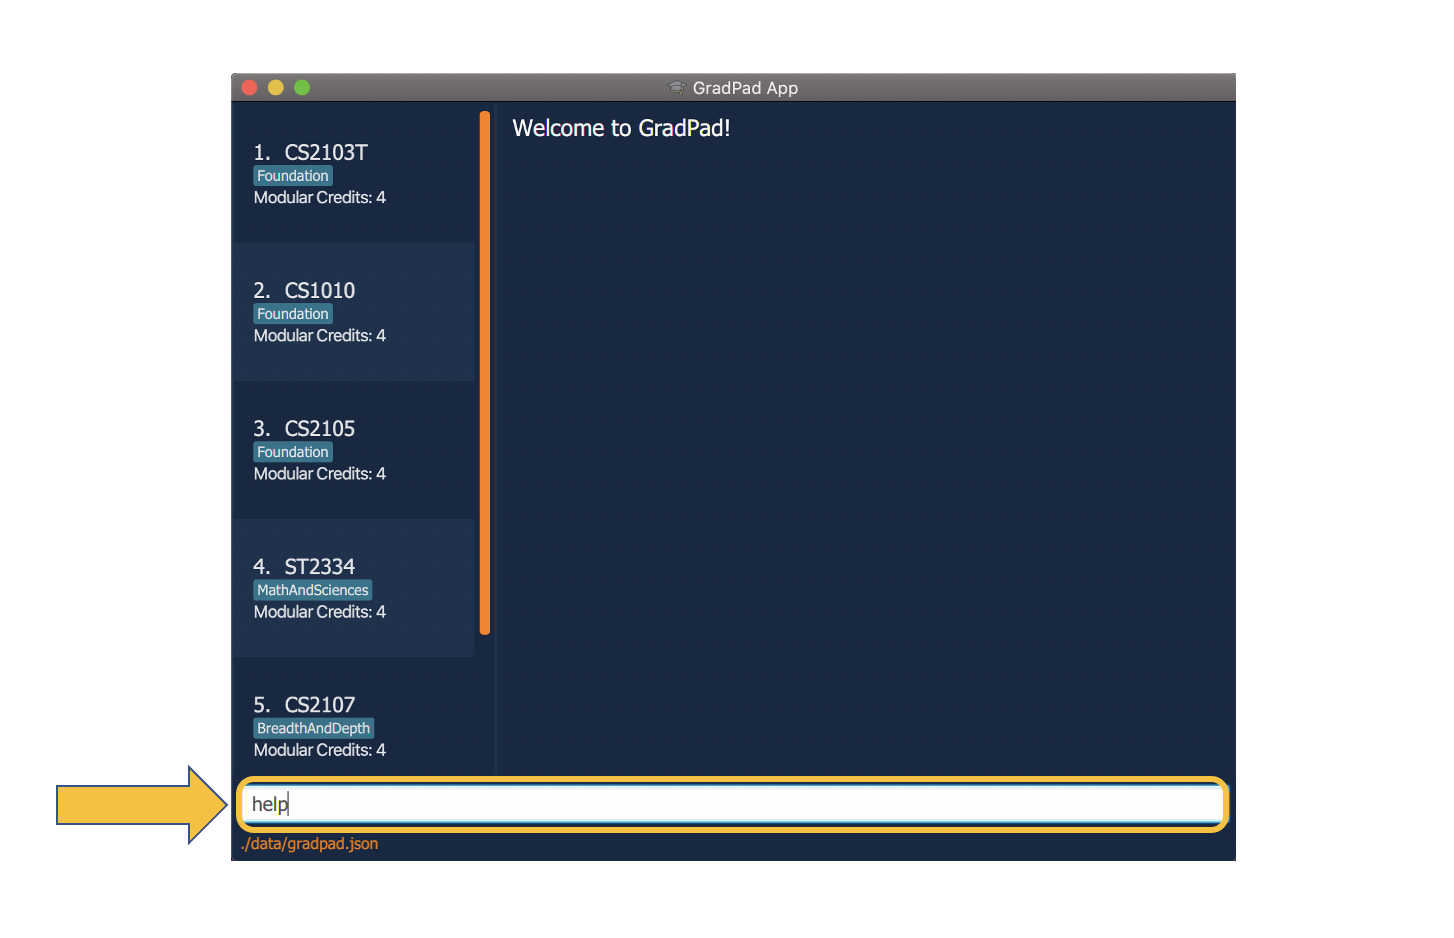 GradPad App
1. CS2103T
Foundation
Modular Credits: 4
2. CS1010
Foundation
Modular Credits: 4
3. CS2105
Foundation
Modular Credits: 4
4. ST2334
MathAndSciences
Modular Credits: 4
5. CS2107
BreadthAndDepth
Modular Credits: 4
Welcome to GradPad!
help
./data/gradpad.json